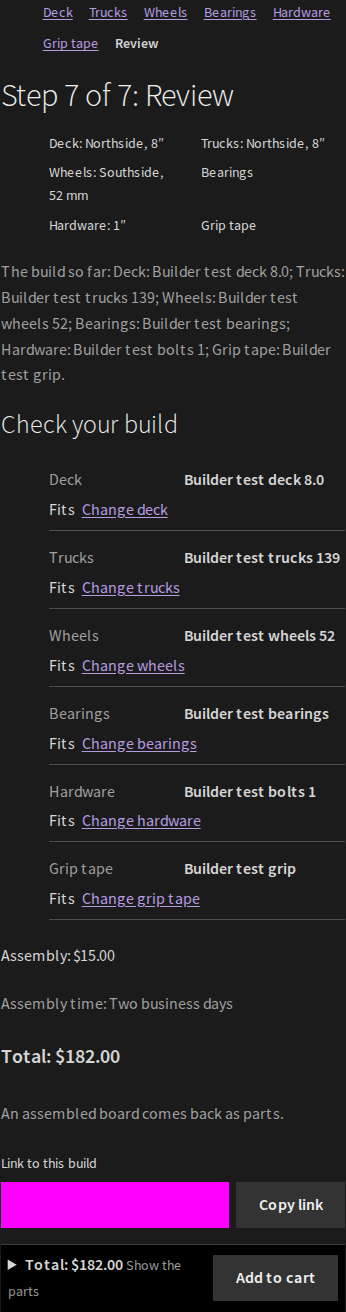 Deck Trucks Wheels Bearings Hardware
Grip tape Review
Step 7 of 7: Review
Deck: Northside, 8″ Trucks: Northside, 8″
Wheels: Southside, Bearings
52 mm
Hardware: 1″ Grip tape
The build so far: Deck: Builder test deck 8.0; Trucks:
Builder test trucks 139; Wheels: Builder test
wheels 52; Bearings: Builder test bearings;
Hardware: Builder test bolts 1; Grip tape: Builder
test grip.
Check your build
Deck Builder test deck 8.0
Fits Change deck
Trucks Builder test trucks 139
Fits Change trucks
Wheels Builder test wheels 52
Fits Change wheels
Bearings Builder test bearings
Fits Change bearings
Hardware Builder test bolts 1
Fits Change hardware
Grip tape Builder test grip
Fits Change grip tape
Assembly: $15.00
Assembly time: Two business days
Total: $182.00
An assembled board comes back as parts.
Link to this build
Copy link
Total: $182.00 Show the
parts
Add to cart